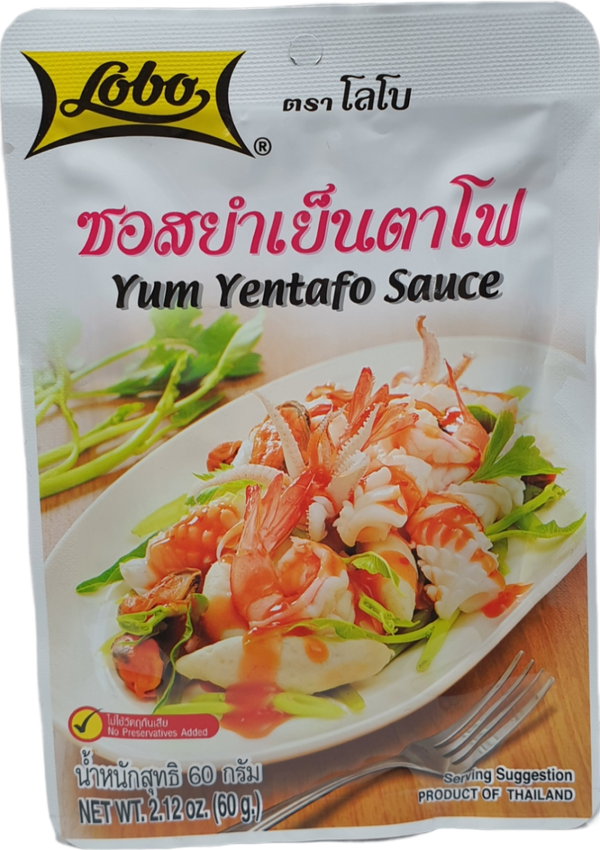 Lobo
®
ตรา โลโบ
ซอสยำเย็นตาโฟ
Yum Yentafo Sauce
ไม่ใช้วัตถุกันเสีย
No Preservatives Added
น้ำหนักสุทธิ 60 กรัม
NET WT. 2.12 oz. (60 g.)
Serving Suggestion
PRODUCT OF THAILAND